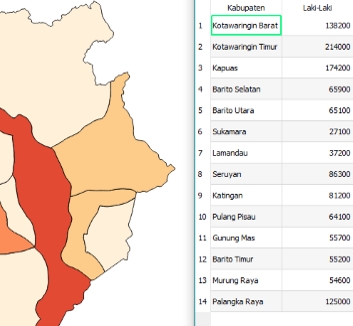 Kabupaten Laki-Laki
1 Kotawaringin Barat 138200
2 Kotawaringin Timur 214000
3 Kapuas 174200
4 Barito Selatan 65900
5 Barito Utara 65100
6 Sukamara 27100
7 Lamandau 37200
8 Seruyan 86300
9 Katingan 81200
10 Pulang Pisau 64100
11 Gunung Mas 55700
12 Barito Timur 55200
13 Murung Raya 54600
14 Palangka Raya 125000